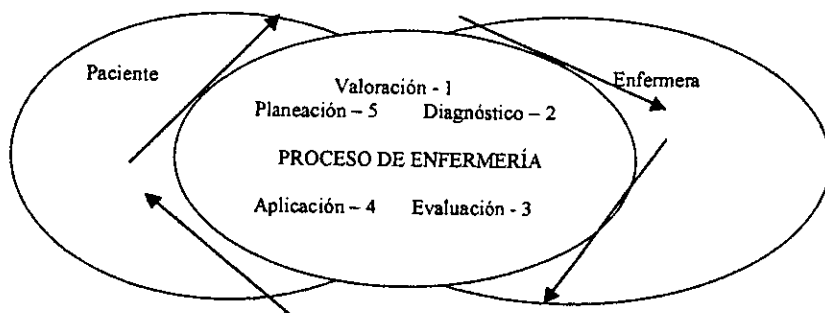 Paciente
Enfermera
Valoración - 1
Planeación – 5 Diagnóstico – 2
PROCESO DE ENFERMERÍA
Aplicación – 4 Evaluación - 3